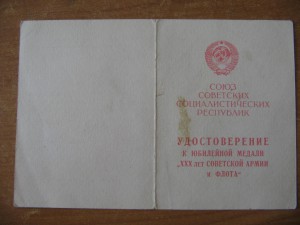 СОЮЗ
СОВЕТСКИХ
СОЦИАЛИСТИЧЕСКИХ
РЕСПУБЛИК
УДОСТОВЕРЕНИЕ
К ЮБИЛЕЙНОЙ МЕДАЛИ
„XXX лет СОВЕТСКОЙ АРМИИ
и ФЛОТА“